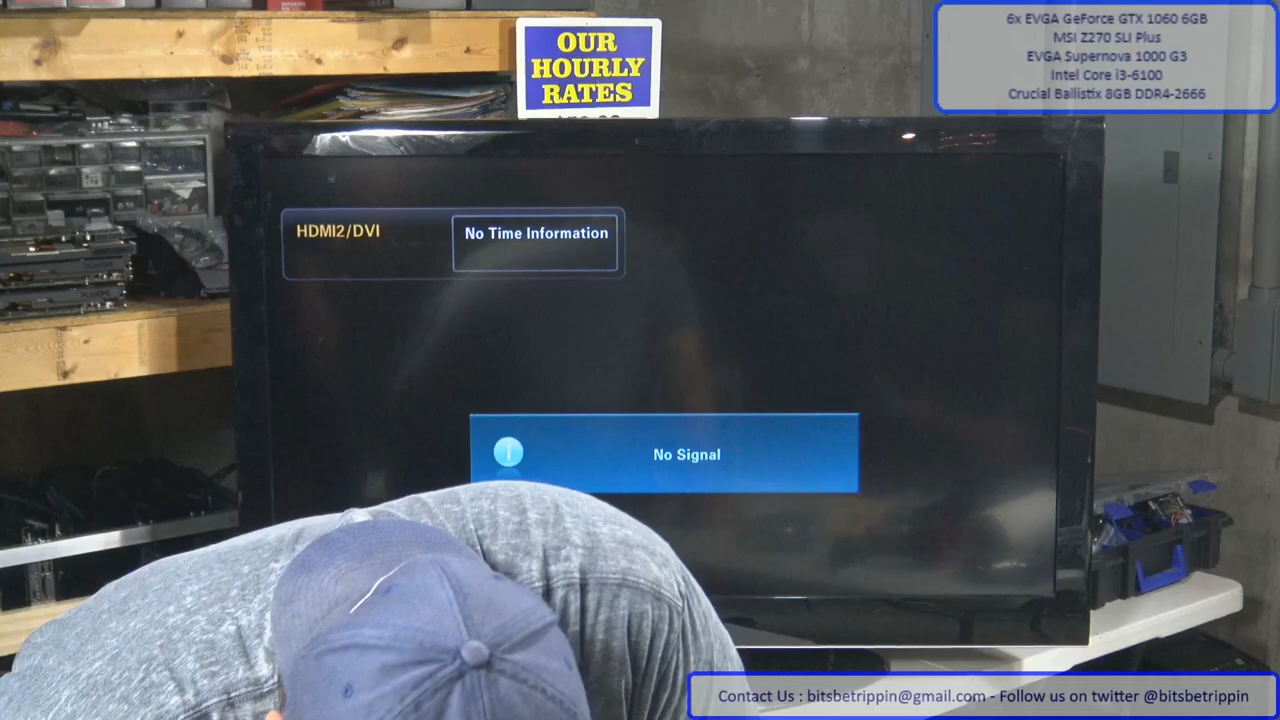 6x EVGA GeForce GTX 1060 6GB
MSI Z270 SLI Plus
EVGA Supernova 1000 G3
Intel Core i3-6100
Crucial Ballistix 8GB DDR4-2666
OUR
HOURLY
RATES
HDMI2/DVI
No Time Information
No Signal
Contact Us : bitsbetrippin@gmail.com - Follow us on twitter @bitsbetrippin